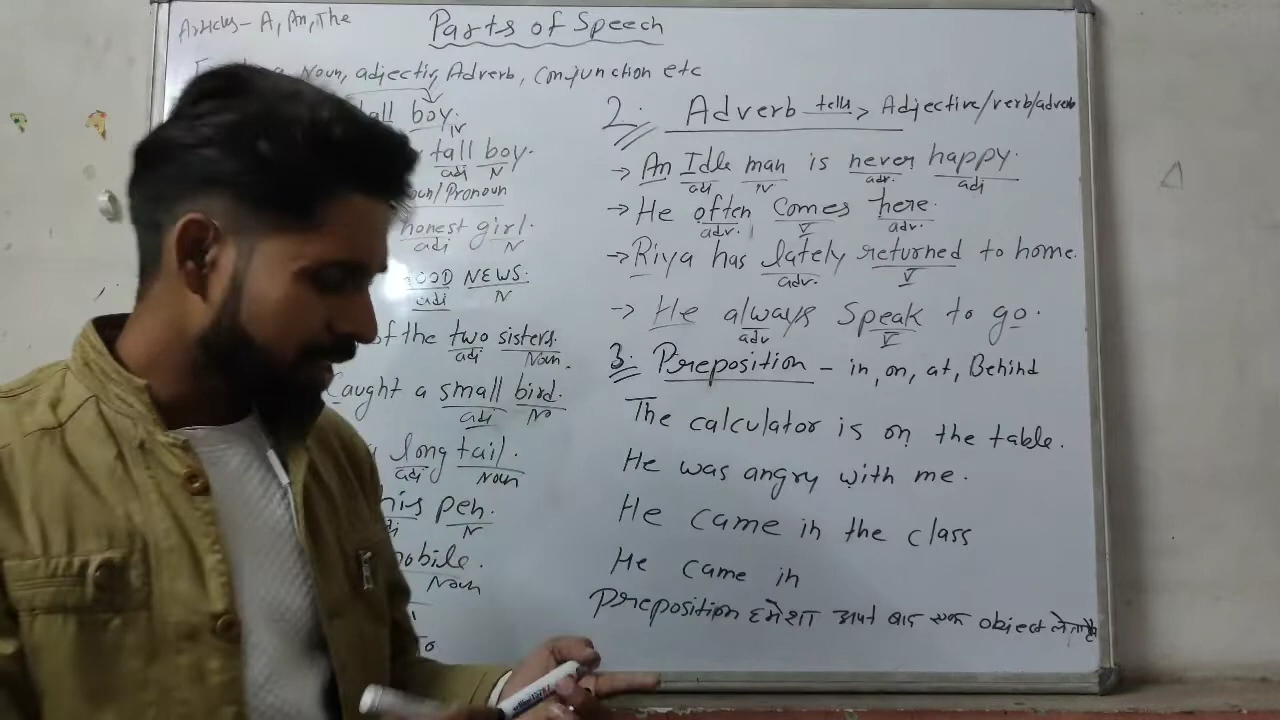 Articles - A, An, The
Parts of Speech
Noun, adjectiv, Adverb, Conjunction etc
all boy.
N
tall boy.
adj N
oun/Pronoun
honest girl.
adj N
OOD NEWS.
adj N
of the two sisters.
adj Noun.
Caught a small bird.
adj N
long tail.
adj Noun
his pen.
N
mobile.
Noun
2. Adverb tells > Adjective/verb/adverb
→ An Idle man is never happy.
adj N adv. adj
→ He often comes here.
adv. V adv.
→ Riya has lately returned to home.
adv. V
→ He always speak to go.
adv V
3. Preposition - in, on, at, Behind
The calculator is on the table.
He was angry with me.
He came in the class
He came in
Preposition हमेशा अपने बाद एक object लेता है